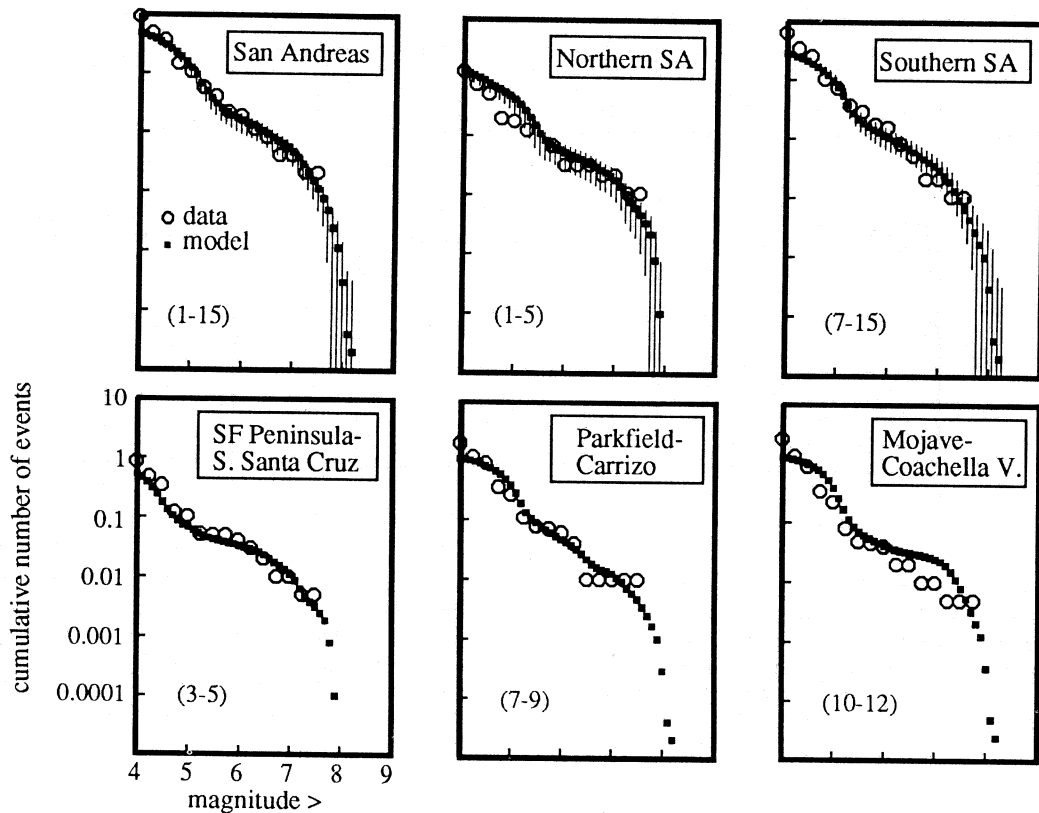 San Andreas
Northern SA
Southern SA
data
model
(1-15)
(1-5)
(7-15)
cumulative number of events
10
1
0.1
0.01
0.001
0.0001
SF Peninsula-
S. Santa Cruz
Parkfield-
Carrizo
Mojave-
Coachella V.
(3-5)
(7-9)
(10-12)
4 5 6 7 8 9
magnitude >